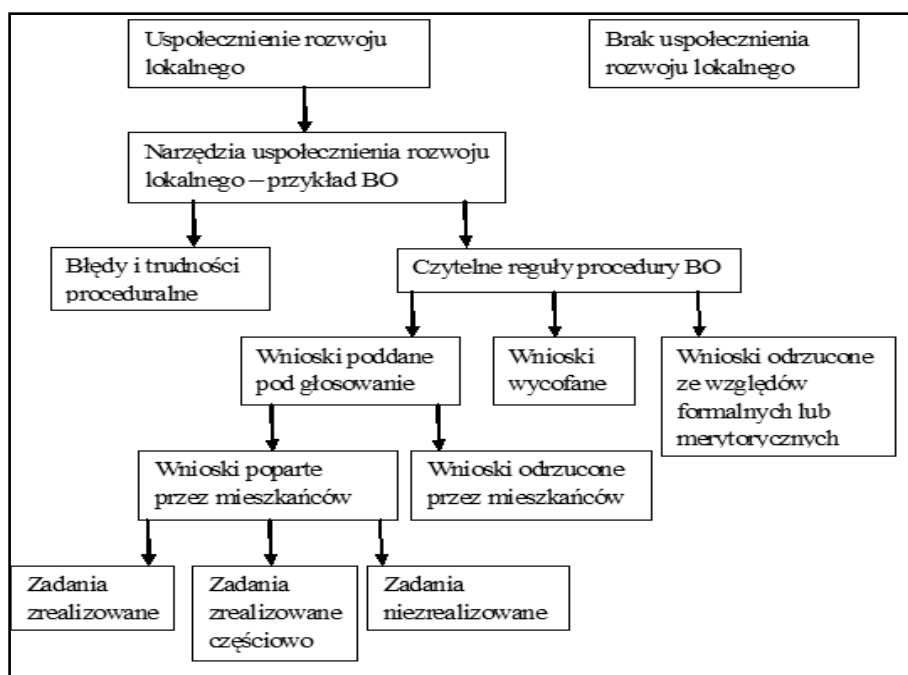 Uspołecznienie rozwoju
lokalnego
Brak uspołecznienia
rozwoju lokalnego
Narzędzia uspołecznienia rozwoju
lokalnego – przykład BO
Błędy i trudności
proceduralne
Czytelne reguły procedury BO
Wnioski poddane
pod głosowanie
Wnioski
wycofane
Wnioski odrzucone
ze względów
formalnych lub
merytorycznych
Wnioski poparte
przez mieszkańców
Wnioski odrzucone
przez mieszkańców
Zadania
zrealizowane
Zadania
zrealizowane
częściowo
Zadania
niezrealizowane